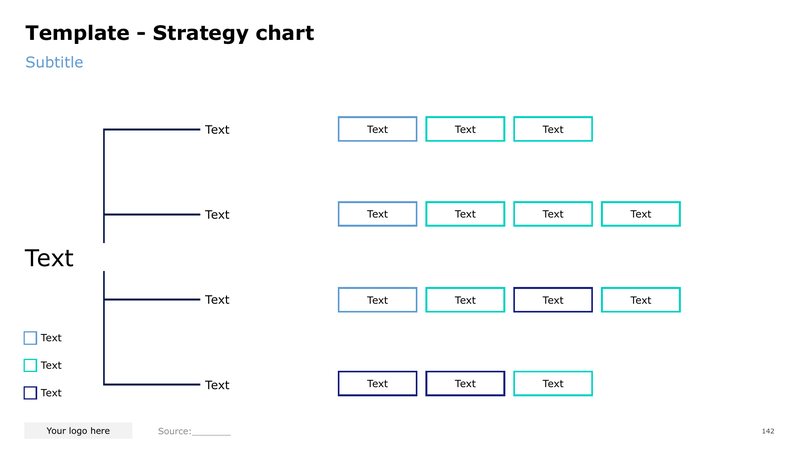 Template - Strategy chart
Subtitle
Text
Text Text Text
Text
Text Text Text Text
Text
Text
Text Text Text Text
Text
Text
Text
Text
Text Text Text
Your logo here
Source:_______
142